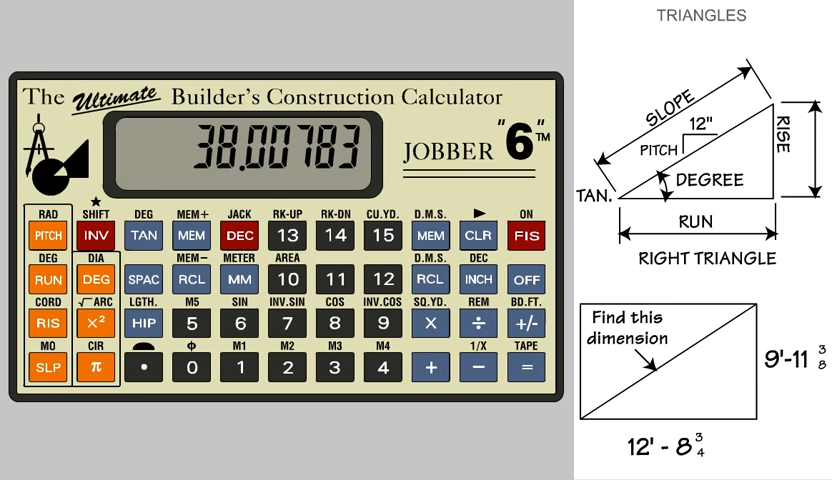 TRIANGLES
The Ultimate Builder's Construction Calculator
38.00783
JOBBER "6"™
RAD SHIFT DEG MEM+ JACK RK-UP RK-DN CU.YD. D.M.S. ► ON
PITCH INV TAN MEM DEC 13 14 15 MEM CLR FIS
DEG DIA MEM− METER AREA D.M.S. DEC
RUN DEG SPAC RCL MM 10 11 12 RCL INCH OFF
CORD √ARC LGTH. M5 SIN INV.SIN COS INV.COS SQ.YD. REM BD.FT.
RIS X² HIP 5 6 7 8 9 X ÷ +/-
MO CIR Φ M1 M2 M3 M4 1/X TAPE
SLP π • 0 1 2 3 4 + − =
SLOPE
12"
PITCH
RISE
DEGREE
TAN.
RUN
RIGHT TRIANGLE
Find this
dimension
9'-11 3/8
12' - 8 3/4